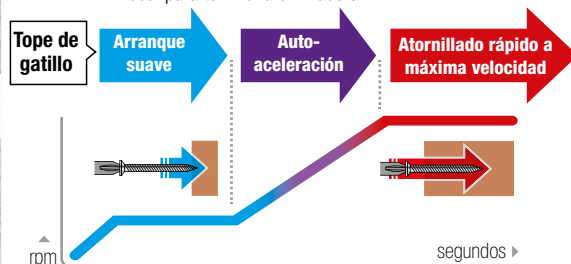 Tope de
gatillo
Arranque
suave
Auto-
aceleración
Atornillado rápido a
máxima velocidad
rpm
segundos